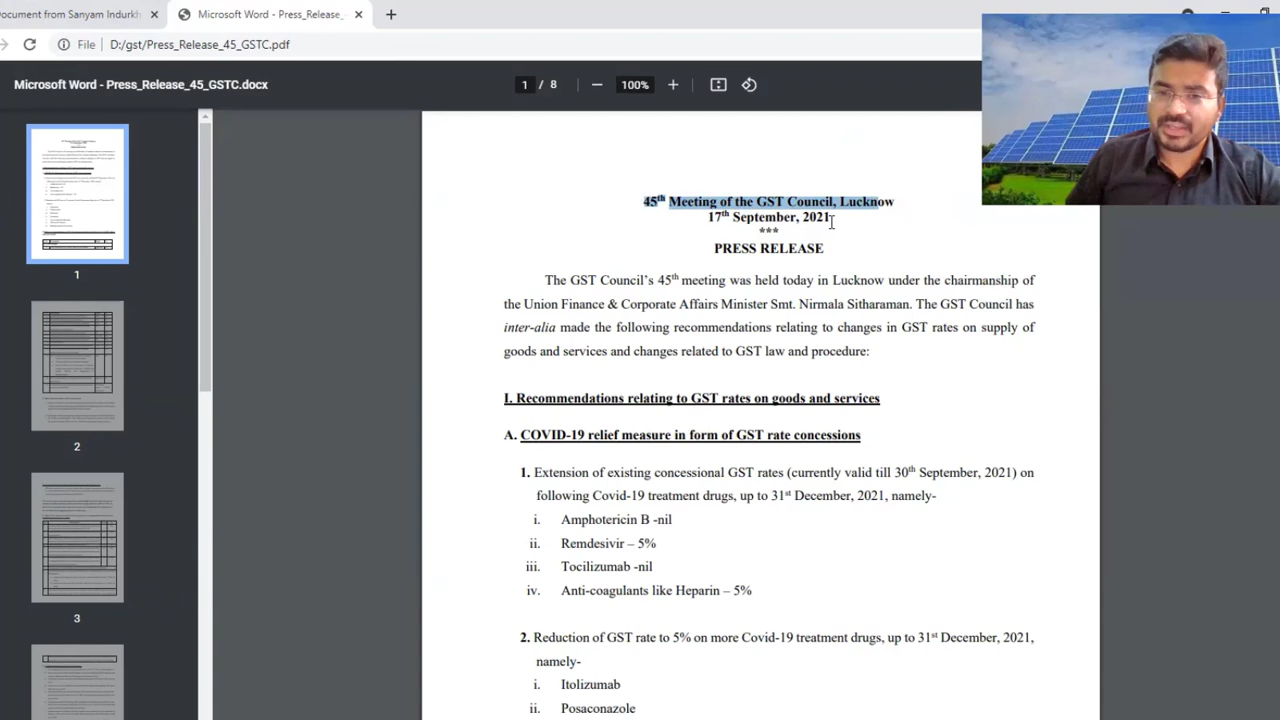 ocument from Sanyam Indurkh
Microsoft Word - Press_Release_
File
D:/gst/Press_Release_45_GSTC.pdf
Microsoft Word - Press_Release_45_GSTC.docx
1 / 8
100%
1
2
3
45th Meeting of the GST Council, Lucknow
17th September, 2021
***
PRESS RELEASE
The GST Council’s 45th meeting was held today in Lucknow under the chairmanship of
the Union Finance & Corporate Affairs Minister Smt. Nirmala Sitharaman. The GST Council has
inter-alia made the following recommendations relating to changes in GST rates on supply of
goods and services and changes related to GST law and procedure:
I. Recommendations relating to GST rates on goods and services
A. COVID-19 relief measure in form of GST rate concessions
1. Extension of existing concessional GST rates (currently valid till 30th September, 2021) on
following Covid-19 treatment drugs, up to 31st December, 2021, namely-
i. Amphotericin B -nil
ii. Remdesivir – 5%
iii. Tocilizumab -nil
iv. Anti-coagulants like Heparin – 5%
2. Reduction of GST rate to 5% on more Covid-19 treatment drugs, up to 31st December, 2021,
namely-
i. Itolizumab
ii. Posaconazole